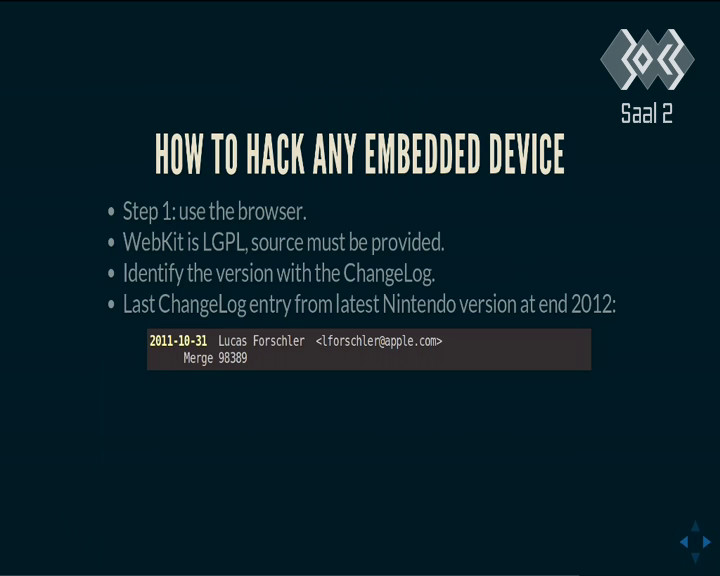 30C3
Saal 2
HOW TO HACK ANY EMBEDDED DEVICE
• Step 1: use the browser.
• WebKit is LGPL, source must be provided.
• Identify the version with the ChangeLog.
• Last ChangeLog entry from latest Nintendo version at end 2012:
2011-10-31 Lucas Forschler <lforschler@apple.com>
Merge 98389